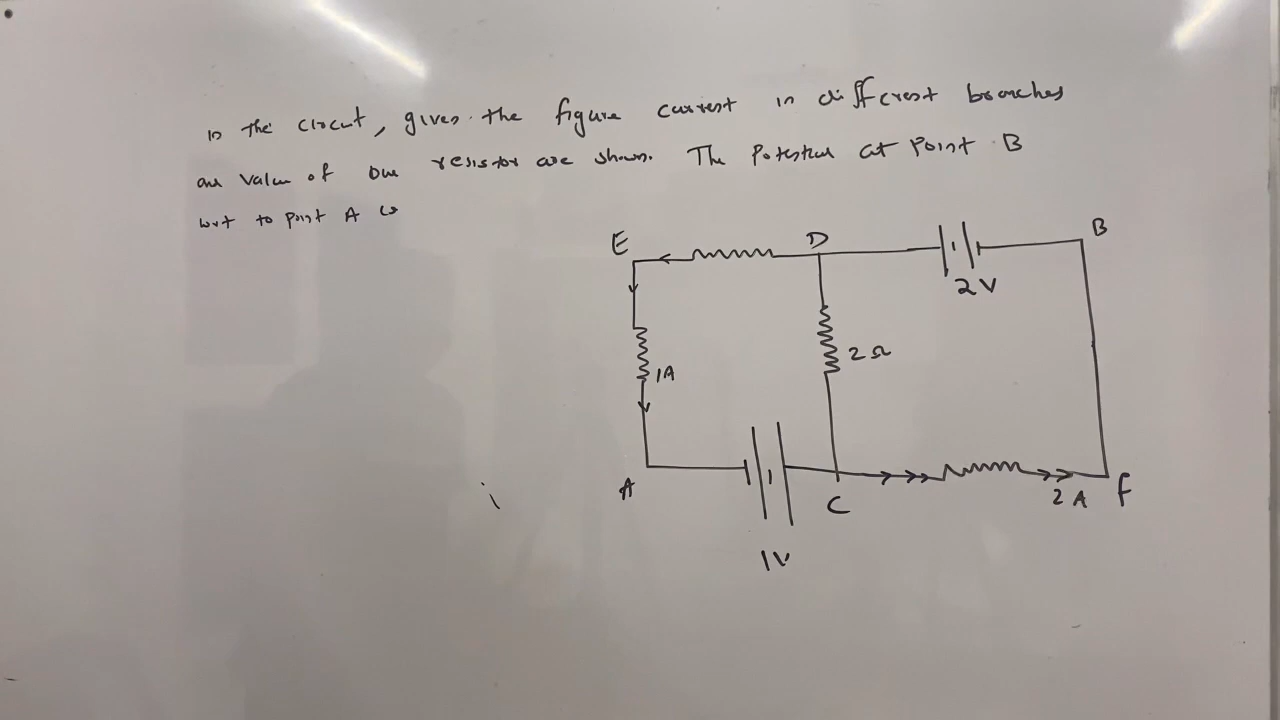 in the circut, given the figure current in different branches
and value of one resistor are shown. The Potential at Point B
wrt to point A is
E
D
B
2V
2Ω
1A
A
C
2A
F
1V